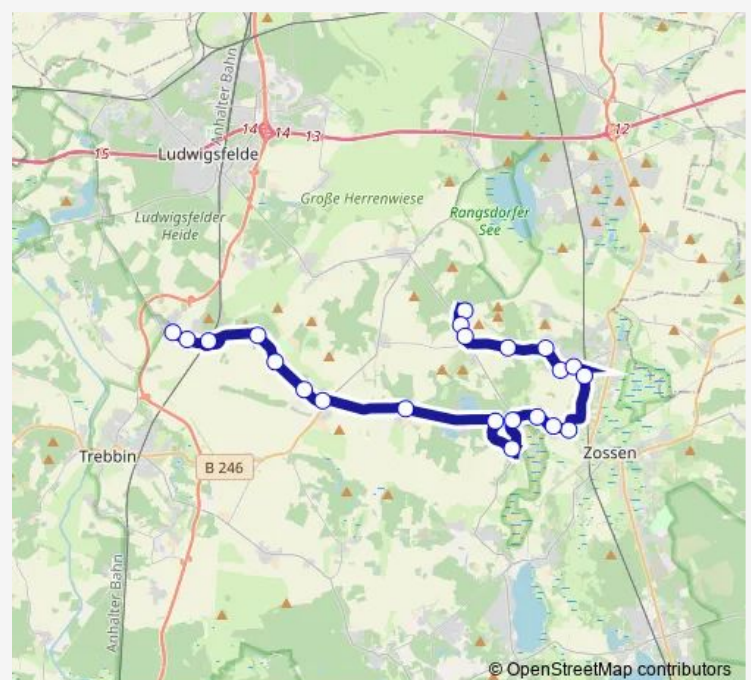 Anhalter Bahn
14
14
13
12
15
Ludwigsfelde
Große Herrenwiese
Ludwigsfelder
Heide
Rangsdorfer
See
Trebbin
B 246
Zossen
Anhalter Bahn
© OpenStreetMap contributors